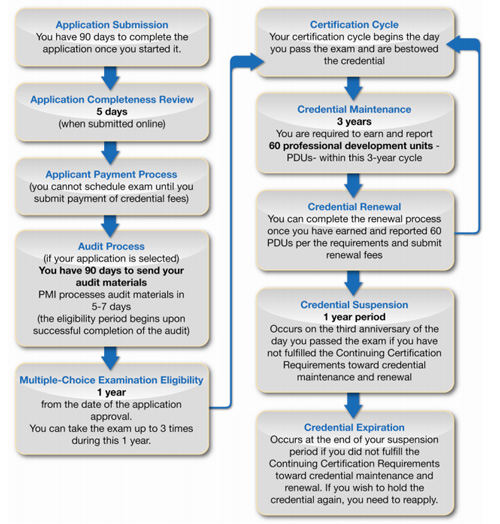 Application Submission
You have 90 days to complete the
application once you started it.
Application Completeness Review
5 days
(when submitted online)
Applicant Payment Process
(you cannot schedule exam until you
submit payment of credential fees)
Audit Process
(if your application is selected)
You have 90 days to send your
audit materials
PMI processes audit materials in
5-7 days
(the eligibility period begins upon
successful completion of the audit)
Multiple-Choice Examination Eligibility
1 year
from the date of the application
approval.
You can take the exam up to 3 times
during this 1 year.
Certification Cycle
Your certification cycle begins the day
you pass the exam and are bestowed
the credential
Credential Maintenance
3 years
You are required to earn and report
60 professional development units -
PDUs- within this 3-year cycle
Credential Renewal
You can complete the renewal process
once you have earned and reported 60
PDUs per the requirements and submit
renewal fees
Credential Suspension
1 year period
Occurs on the third anniversary of the
day you passed the exam if you have
not fulfilled the Continuing Certification
Requirements toward credential
maintenance and renewal
Credential Expiration
Occurs at the end of your suspension
period if you did not fulfill the
Continuing Certification Requirements
toward credential maintenance and
renewal. If you wish to hold the
credential again, you need to reapply.